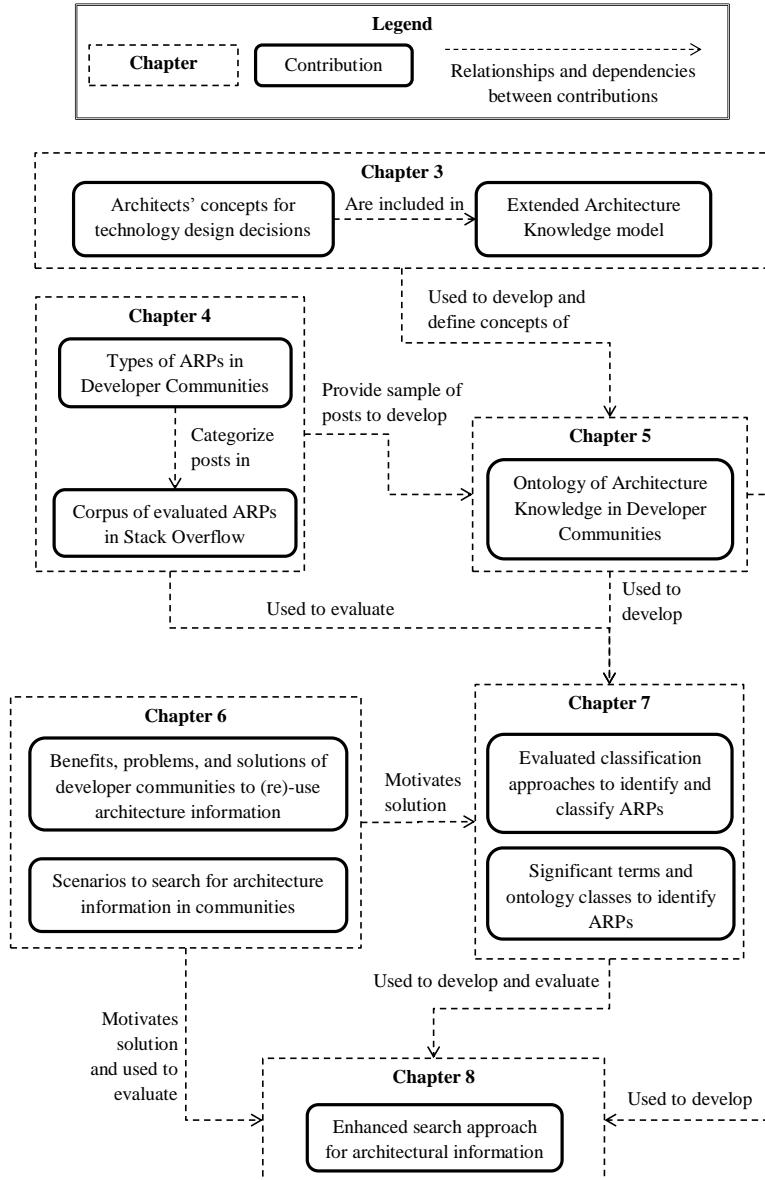 Legend
Chapter
Contribution
Relationships and dependencies
between contributions
Chapter 3
Architects’ concepts for
technology design decisions
Are included in
Extended Architecture
Knowledge model
Used to develop and
define concepts of
Chapter 4
Types of ARPs in
Developer Communities
Categorize
posts in
Corpus of evaluated ARPs
in Stack Overflow
Provide sample of
posts to develop
Chapter 5
Ontology of Architecture
Knowledge in Developer
Communities
Used to evaluate
Used to
develop
Chapter 6
Benefits, problems, and solutions of
developer communities to (re)-use
architecture information
Scenarios to search for architecture
information in communities
Motivates
solution
Chapter 7
Evaluated classification
approaches to identify and
classify ARPs
Significant terms and
ontology classes to identify
ARPs
Used to develop and evaluate
Motivates
solution
and used to
evaluate
Chapter 8
Enhanced search approach
for architectural information
Used to develop